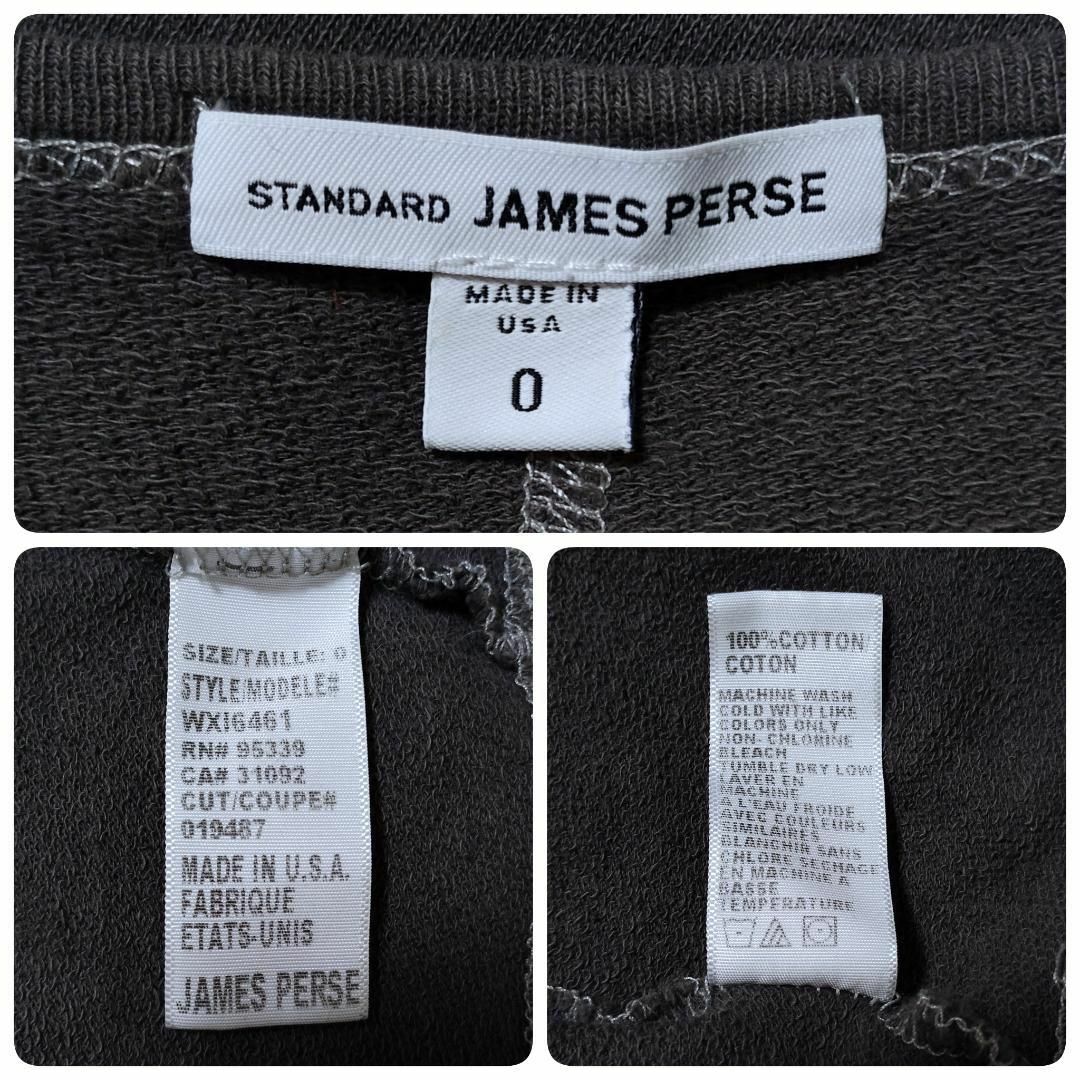 STANDARD JAMES PERSE
MADE IN
USA
0
SIZE/TAILLE: 0
STYLE/MODELE#
WXI6461
RN# 95339
CA# 31092
CUT/COUPE#
019487
MADE IN U.S.A.
FABRIQUE
ETATS-UNIS
JAMES PERSE
100%COTTON
COTON
MACHINE WASH
COLD WITH LIKE
COLORS ONLY
NON- CHLORINE
BLEACH
TUMBLE DRY LOW
LAVER EN
MACHINE
A L'EAU FROIDE
AVEC COULEURS
SIMILAIRES
BLANCHIR SANS
CHLORE SECHAGE
EN MACHINE A
BASSE
TEMPERATURE